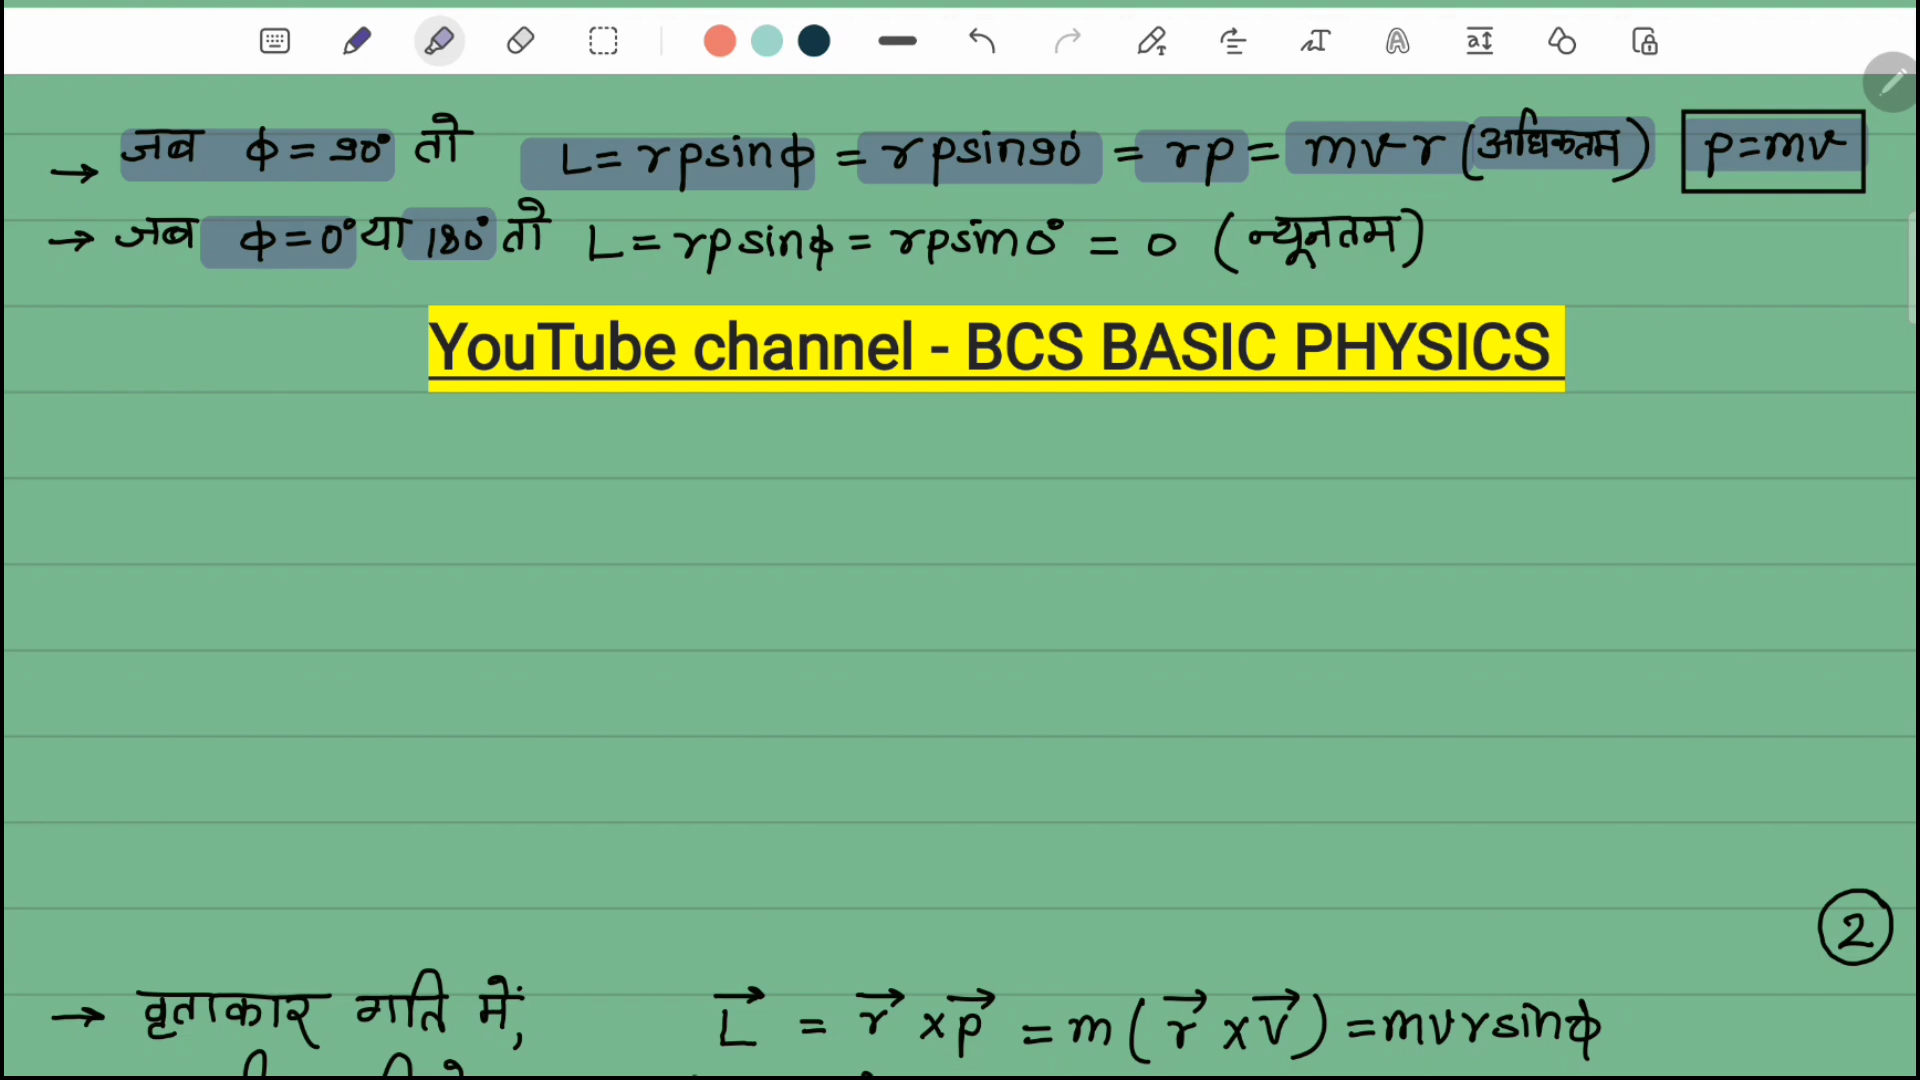 → जब ϕ = 90° तो L = rpsinϕ = rpsin90° = rp = mvr (अधिकतम) p=mv
→ जब ϕ = 0° या 180° तो L = rpsinϕ = rpsin0° = 0 (न्यूनतम)
YouTube channel - BCS BASIC PHYSICS
2
→ वृताकार गति में, L⃗ = r⃗ × p⃗ = m(r⃗ × v⃗) = mvrsinϕ